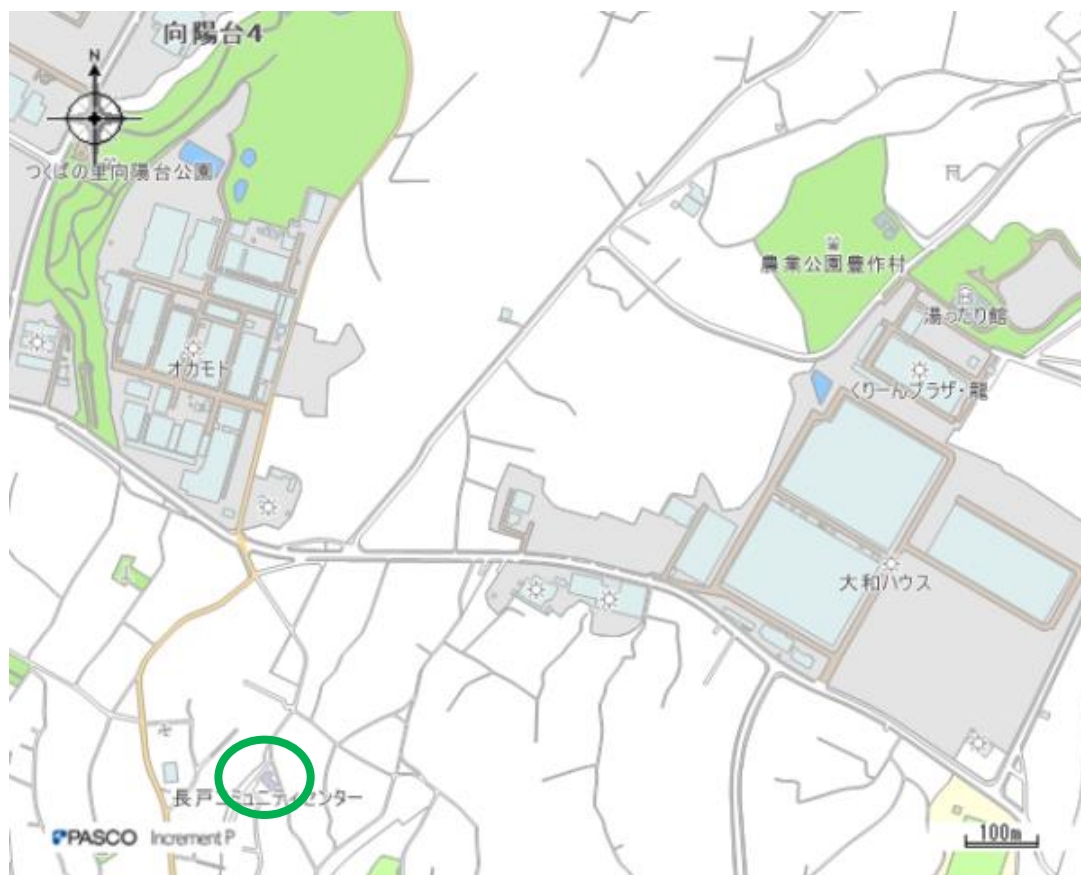 向陽台4
N
つくばの里向陽台公園
農業公園豊作村
湯ったり館
オカモト
くりーんプラザ・龍
大和ハウス
長戸コミュニティセンター
PASCO Increment P
100m